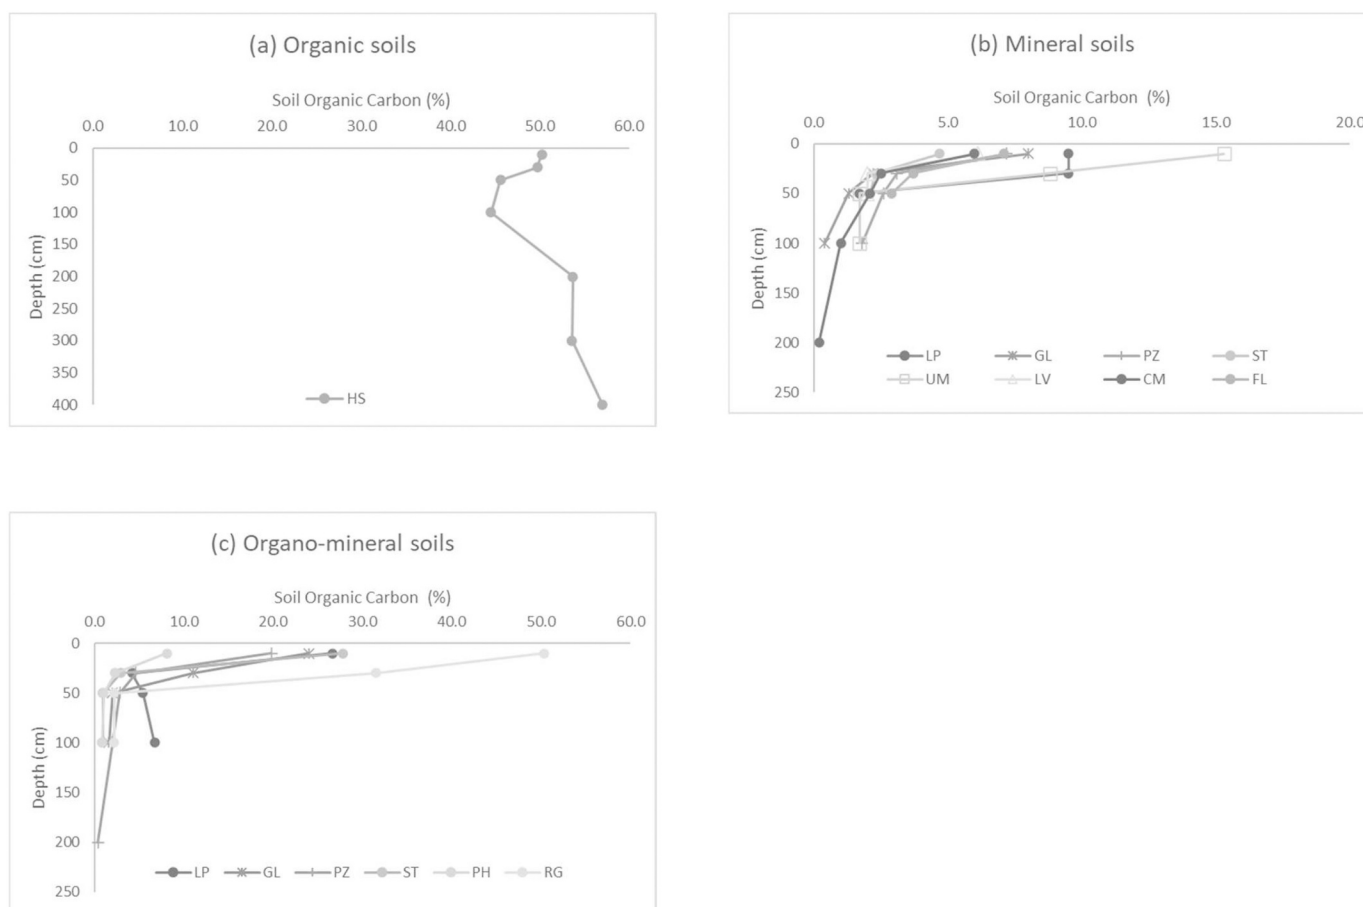 (a) Organic soils
Soil Organic Carbon (%)
0.0 10.0 20.0 30.0 40.0 50.0 60.0
0
50
100
150
200
250
300
350
400
Depth (cm)
HS
(b) Mineral soils
Soil Organic Carbon (%)
0.0 5.0 10.0 15.0 20.0
0
50
100
150
200
250
Depth (cm)
LP GL PZ ST
UM LV CM FL
(c) Organo-mineral soils
Soil Organic Carbon (%)
0.0 10.0 20.0 30.0 40.0 50.0 60.0
0
50
100
150
200
250
Depth (cm)
LP GL PZ ST PH RG